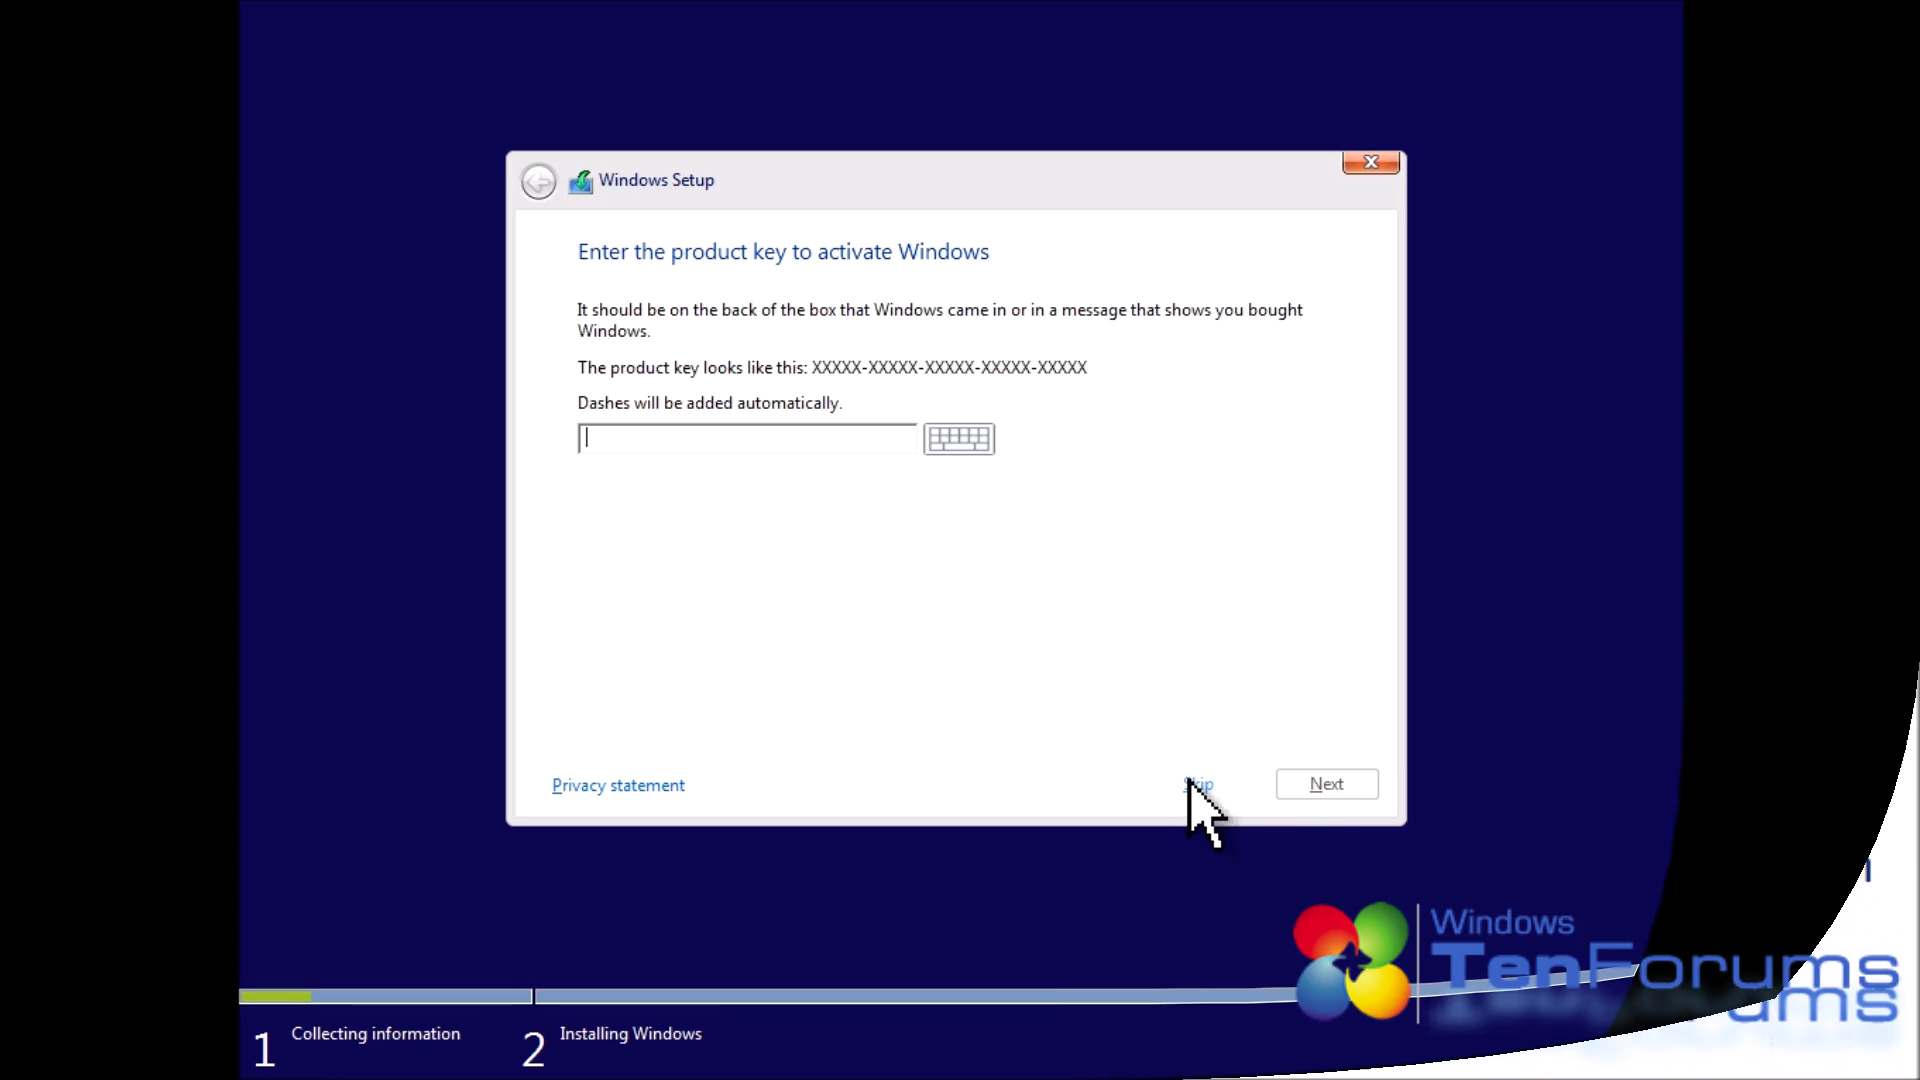 Windows Setup
Enter the product key to activate Windows
It should be on the back of the box that Windows came in or in a message that shows you bought
Windows.
The product key looks like this: XXXXX-XXXXX-XXXXX-XXXXX-XXXXX
Dashes will be added automatically.
Privacy statement
Skip
Next
Windows
TenForums
ums
1 Collecting information
2 Installing Windows